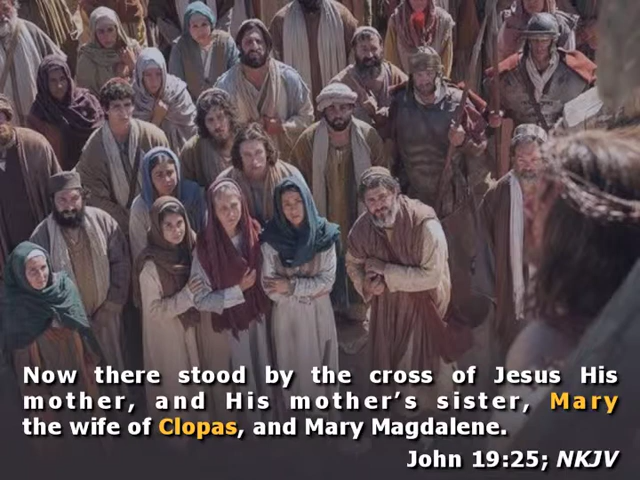 Now there stood by the cross of Jesus His
mother, and His mother's sister, Mary
the wife of Clopas, and Mary Magdalene.
John 19:25; NKJV